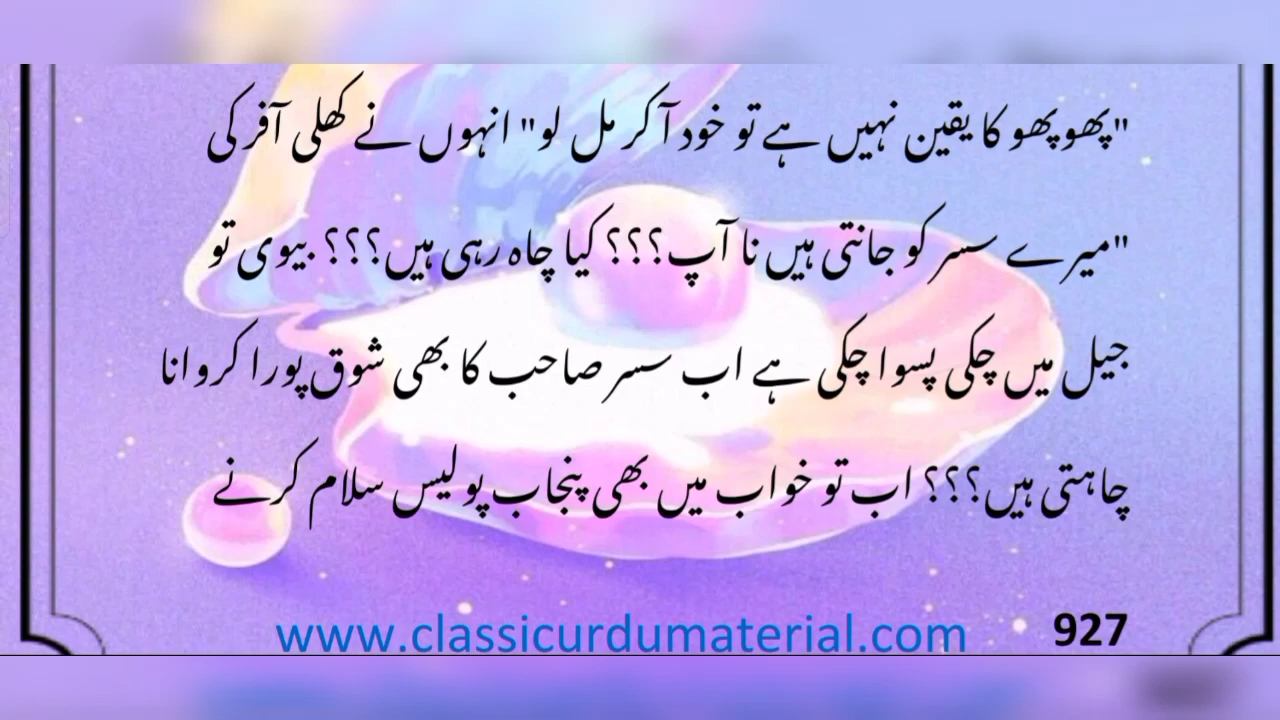 "پھوپھو کا یقین نہیں ہے تو خود آ کر مل لو" انہوں نے کھلی آفر کی
"میرے سسر کو جانتی ہیں نا آپ؟؟؟ کیا چاہ رہی ہیں؟؟؟ بیوی تو
جیل میں چکی پسوا چکی ہے اب سسر صاحب کا بھی شوق پورا کروانا
چاہتی ہیں؟؟؟ اب تو خواب میں بھی پنجاب پولیس سلام کرنے
www.classicurdumaterial.com 927